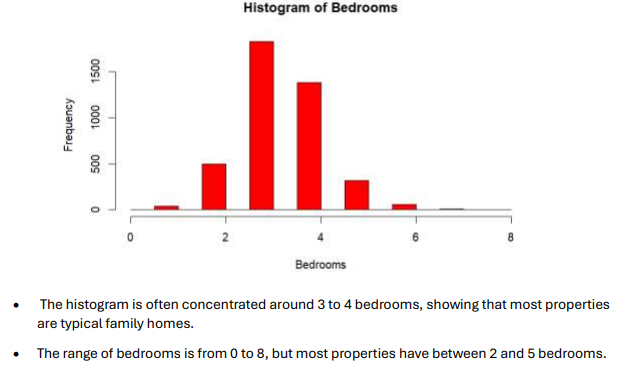 Histogram of Bedrooms
Frequency
0
500
1000
1500
0 2 4 6 8
Bedrooms
• The histogram is often concentrated around 3 to 4 bedrooms, showing that most properties
are typical family homes.
• The range of bedrooms is from 0 to 8, but most properties have between 2 and 5 bedrooms.